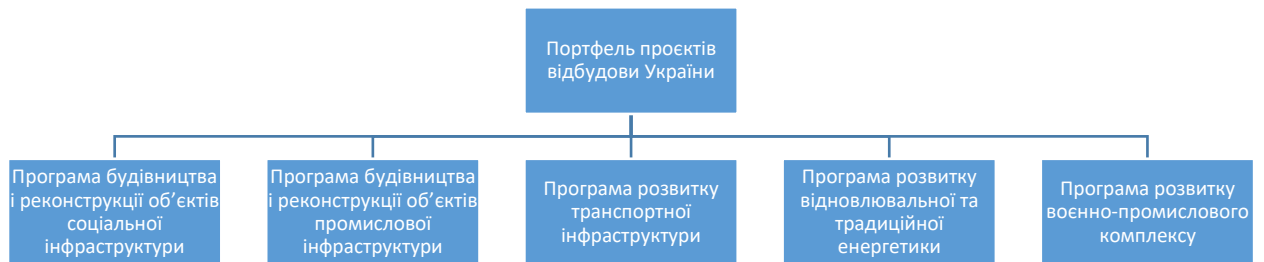 Портфель проєктів
відбудови України
Програма будівництва
і реконструкції об’єктів
соціальної
інфраструктури
Програма будівництва
і реконструкції об’єктів
промислової
інфраструктури
Програма розвитку
транспортної
інфраструктури
Програма розвитку
відновлювальної та
традиційної
енергетики
Програма розвитку
воєнно-промислового
комплексу